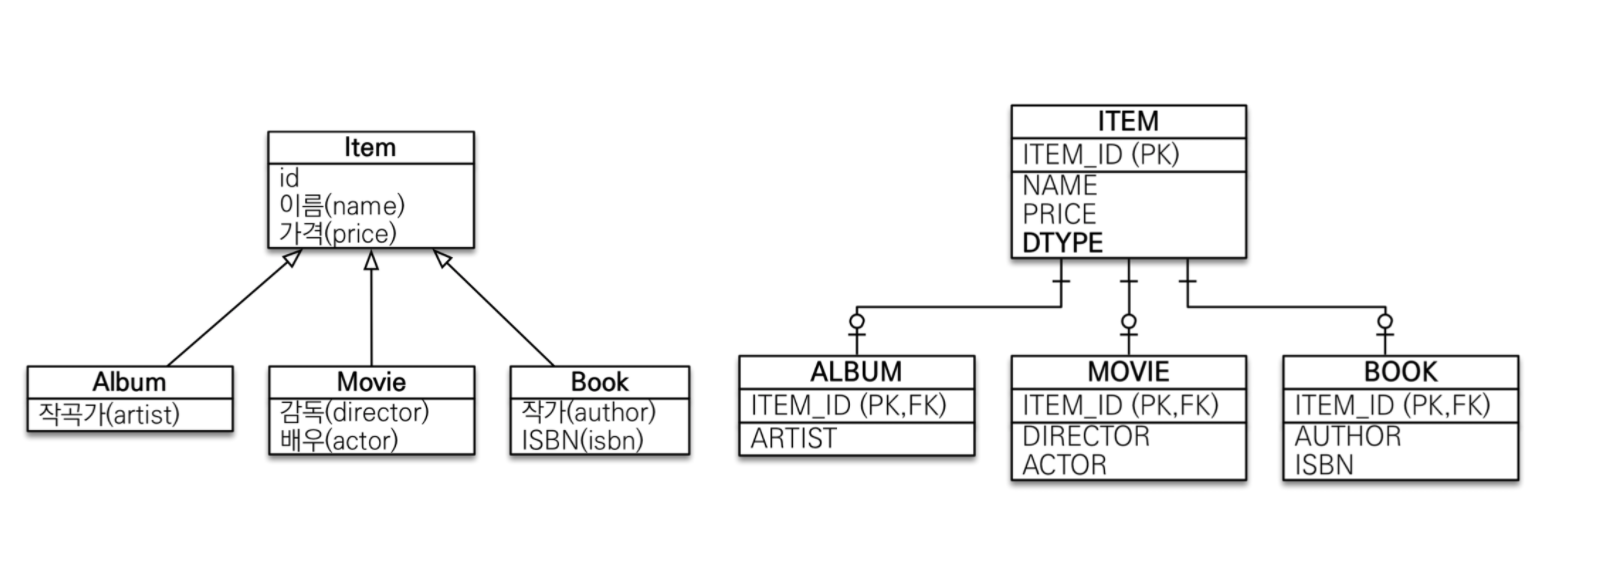 Item
id
이름(name)
가격(price)
Album
작곡가(artist)
Movie
감독(director)
배우(actor)
Book
작가(author)
ISBN(isbn)
ITEM
ITEM_ID (PK)
NAME
PRICE
DTYPE
ALBUM
ITEM_ID (PK,FK)
ARTIST
MOVIE
ITEM_ID (PK,FK)
DIRECTOR
ACTOR
BOOK
ITEM_ID (PK,FK)
AUTHOR
ISBN